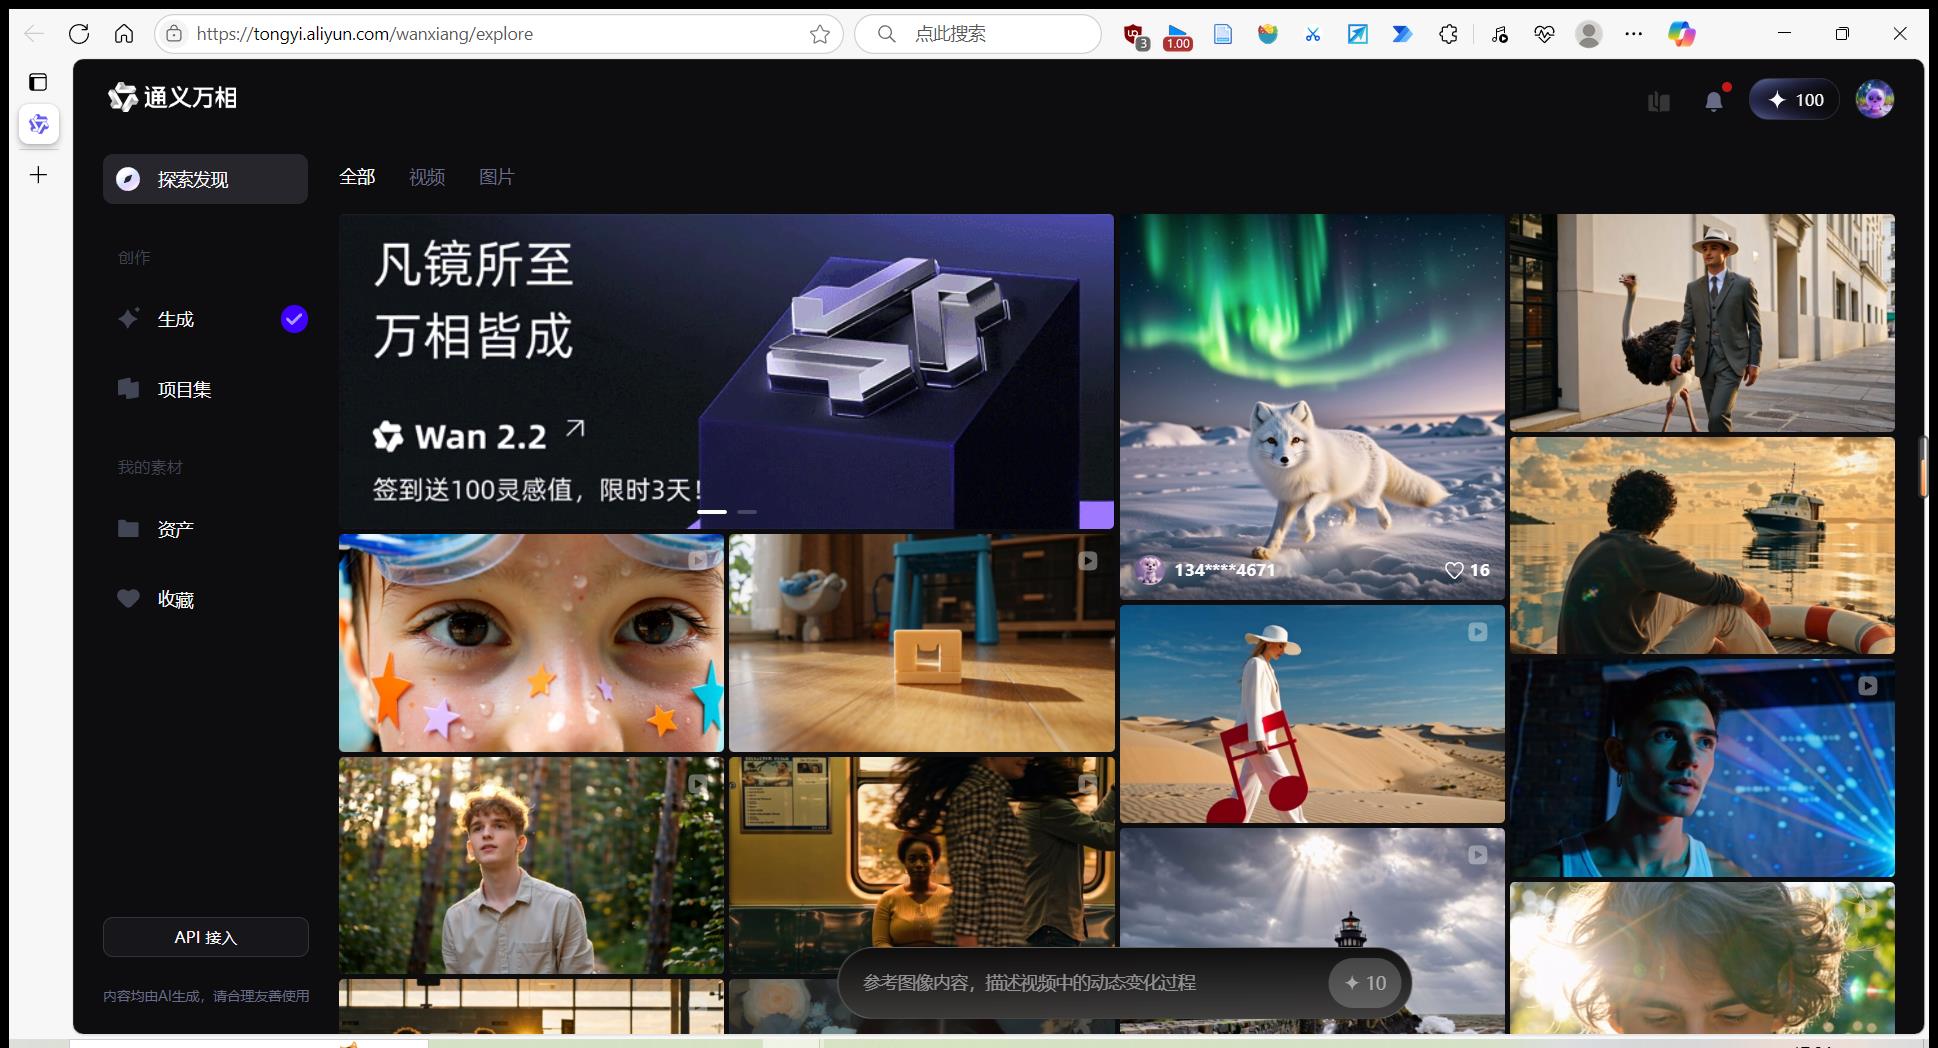 https://tongyi.aliyun.com/wanxiang/explore
点此搜索
3
1.00
通义万相
100
探索发现
全部 视频 图片
创作
生成
项目集
我的素材
资产
收藏
凡镜所至
万相皆成
Wan 2.2
签到送100灵感值，限时3天!
134****4671
16
API 接入
参考图像内容，描述视频中的动态变化过程
10
内容均由AI生成，请合理友善使用